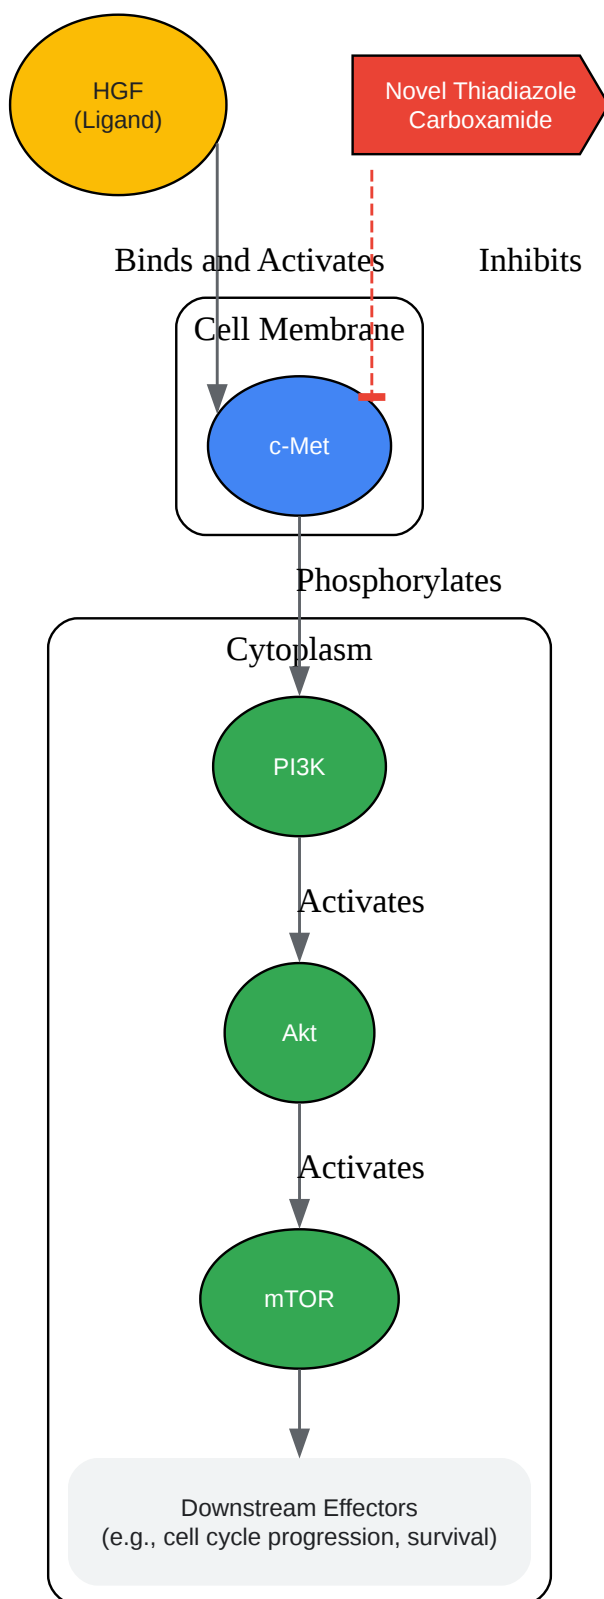 HGF
(Ligand)
Novel Thiadiazole
Carboxamide
Binds and Activates
Inhibits
Cell Membrane
c-Met
Phosphorylates
Cytoplasm
PI3K
Activates
Akt
Activates
mTOR
Downstream Effectors
(e.g., cell cycle progression, survival)